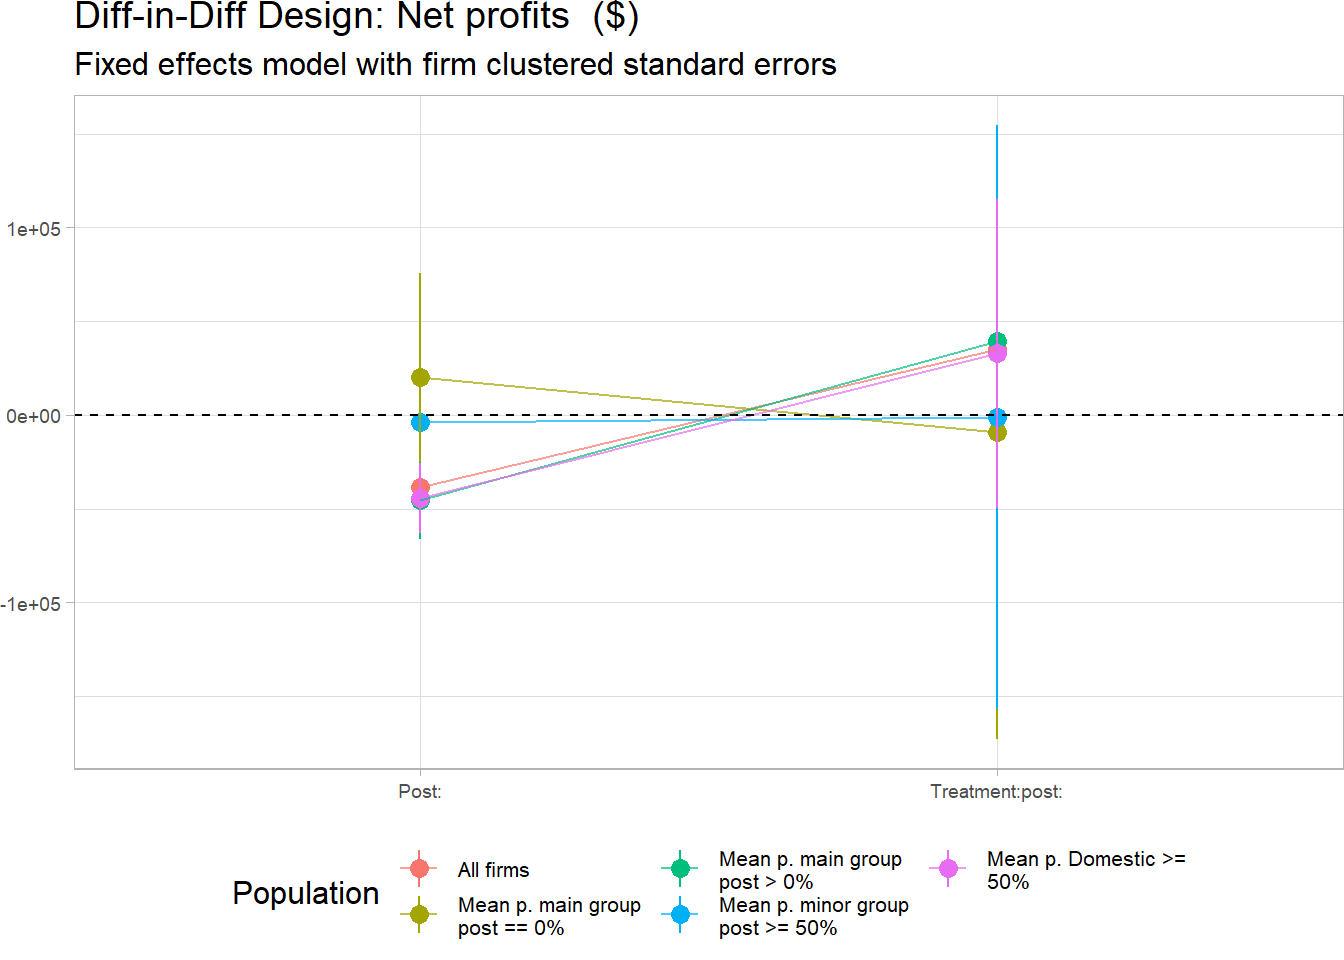 Diff-in-Diff Design: Net profits  ($)
Fixed effects model with firm clustered standard errors
1e+05
0e+00
-1e+05
Post:
Treatment:post:
Population
All firms
Mean p. main group
post == 0%
Mean p. main group
post > 0%
Mean p. minor group
post >= 50%
Mean p. Domestic >=
50%